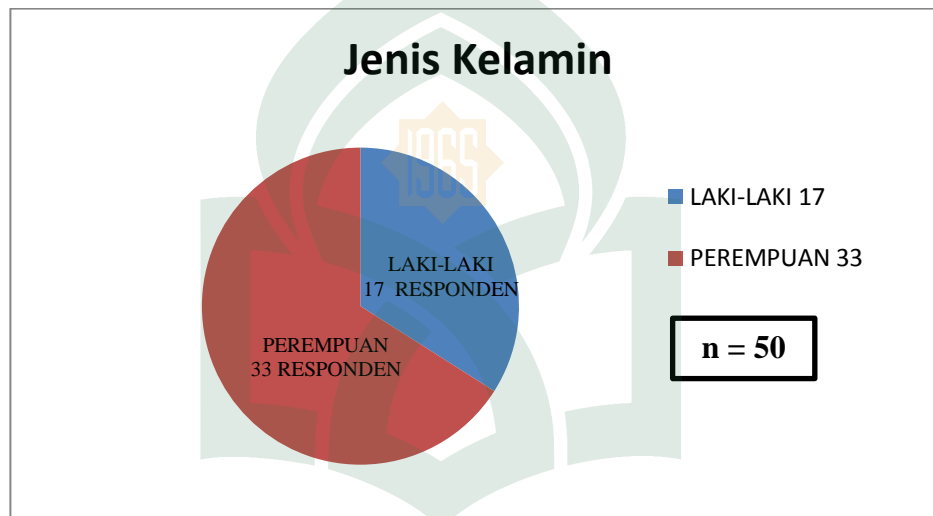 Jenis Kelamin
1965
LAKI-LAKI
17 RESPONDEN
PEREMPUAN
33 RESPONDEN
LAKI-LAKI 17
PEREMPUAN 33
n = 50